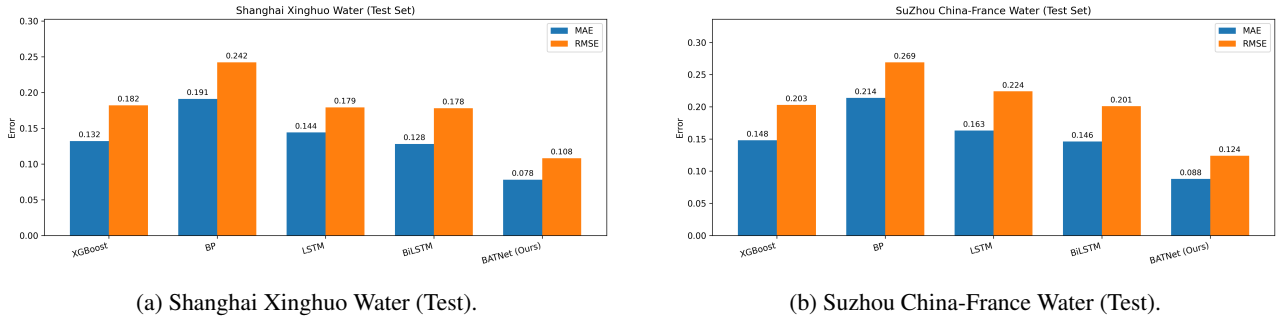 Shanghai Xinghuo Water (Test Set)
0.30
0.25
0.20
0.15
0.10
0.05
0.00
Error
MAE
RMSE
0.132
0.182
0.191
0.242
0.144
0.179
0.128
0.178
0.078
0.108
XGBoost
BP
LSTM
BiLSTM
BATNet (Ours)
(a) Shanghai Xinghuo Water (Test).
SuZhou China-France Water (Test Set)
0.30
0.25
0.20
0.15
0.10
0.05
0.00
Error
MAE
RMSE
0.148
0.203
0.214
0.269
0.163
0.224
0.146
0.201
0.088
0.124
XGBoost
BP
LSTM
BiLSTM
BATNet (Ours)
(b) Suzhou China-France Water (Test).